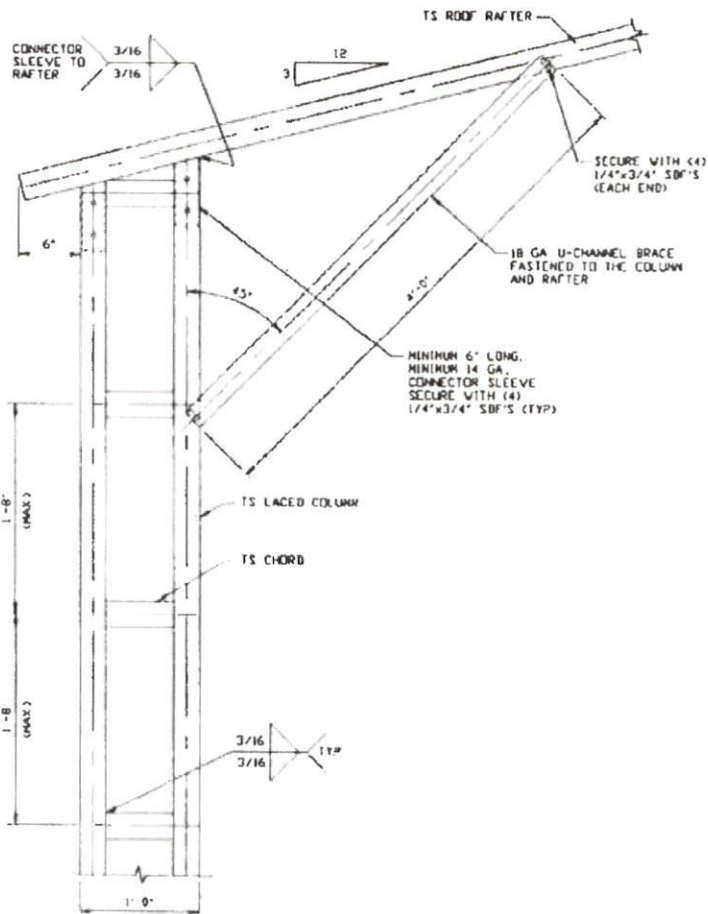 TS ROOF RAFTER
CONNECTOR
SLEEVE TO
RAFTER
3/16
3/16
12
3
SECURE WITH (4)
1/4"x3/4" SDF'S
(EACH END)
6"
18 GA U-CHANNEL BRACE
FASTENED TO THE COLUMN
AND RAFTER
45°
4'-0"
MINIMUM 6" LONG,
MINIMUM 14 GA,
CONNECTOR SLEEVE
SECURE WITH (4)
1/4"x3/4" SDF'S (TYP)
1'-8"
(MAX)
TS LACED COLUMN
TS CHORD
1'-8"
(MAX)
3/16
3/16
TYP
1'-0"